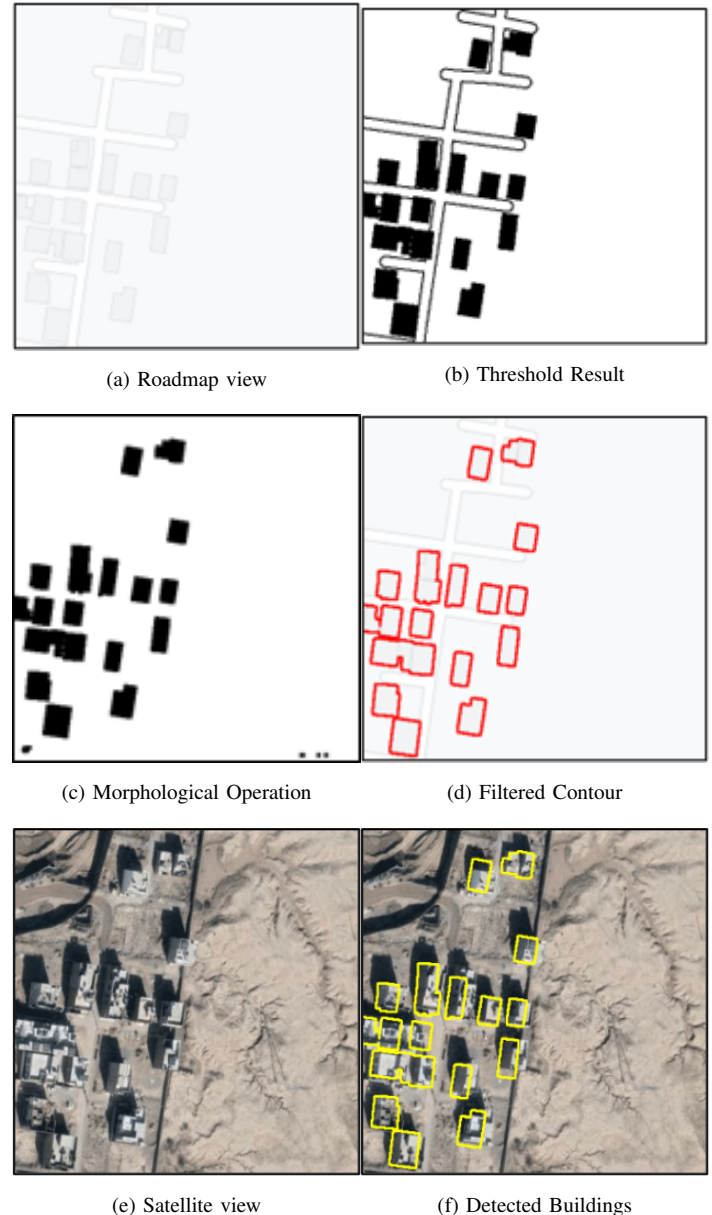 (a) Roadmap view
(b) Threshold Result
(c) Morphological Operation
(d) Filtered Contour
(e) Satellite view
(f) Detected Buildings